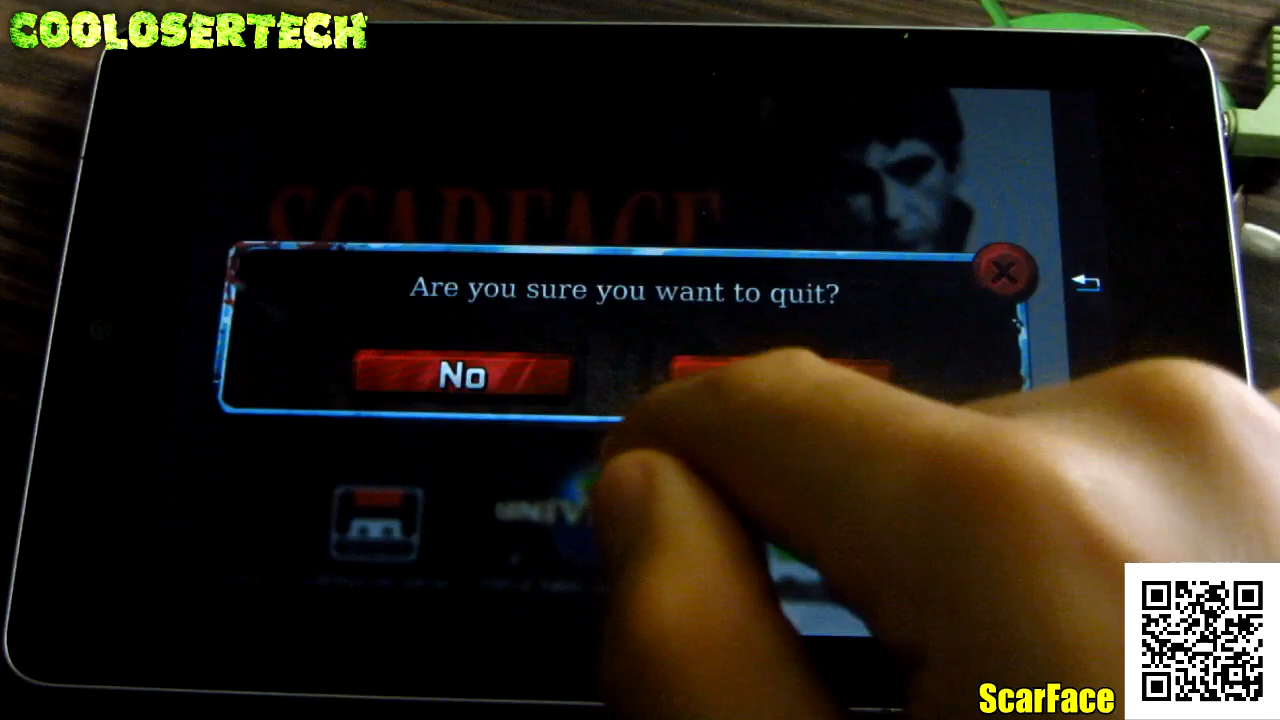 COOLOSERTECH
SCARFACE
Are you sure you want to quit?
No
ScarFace